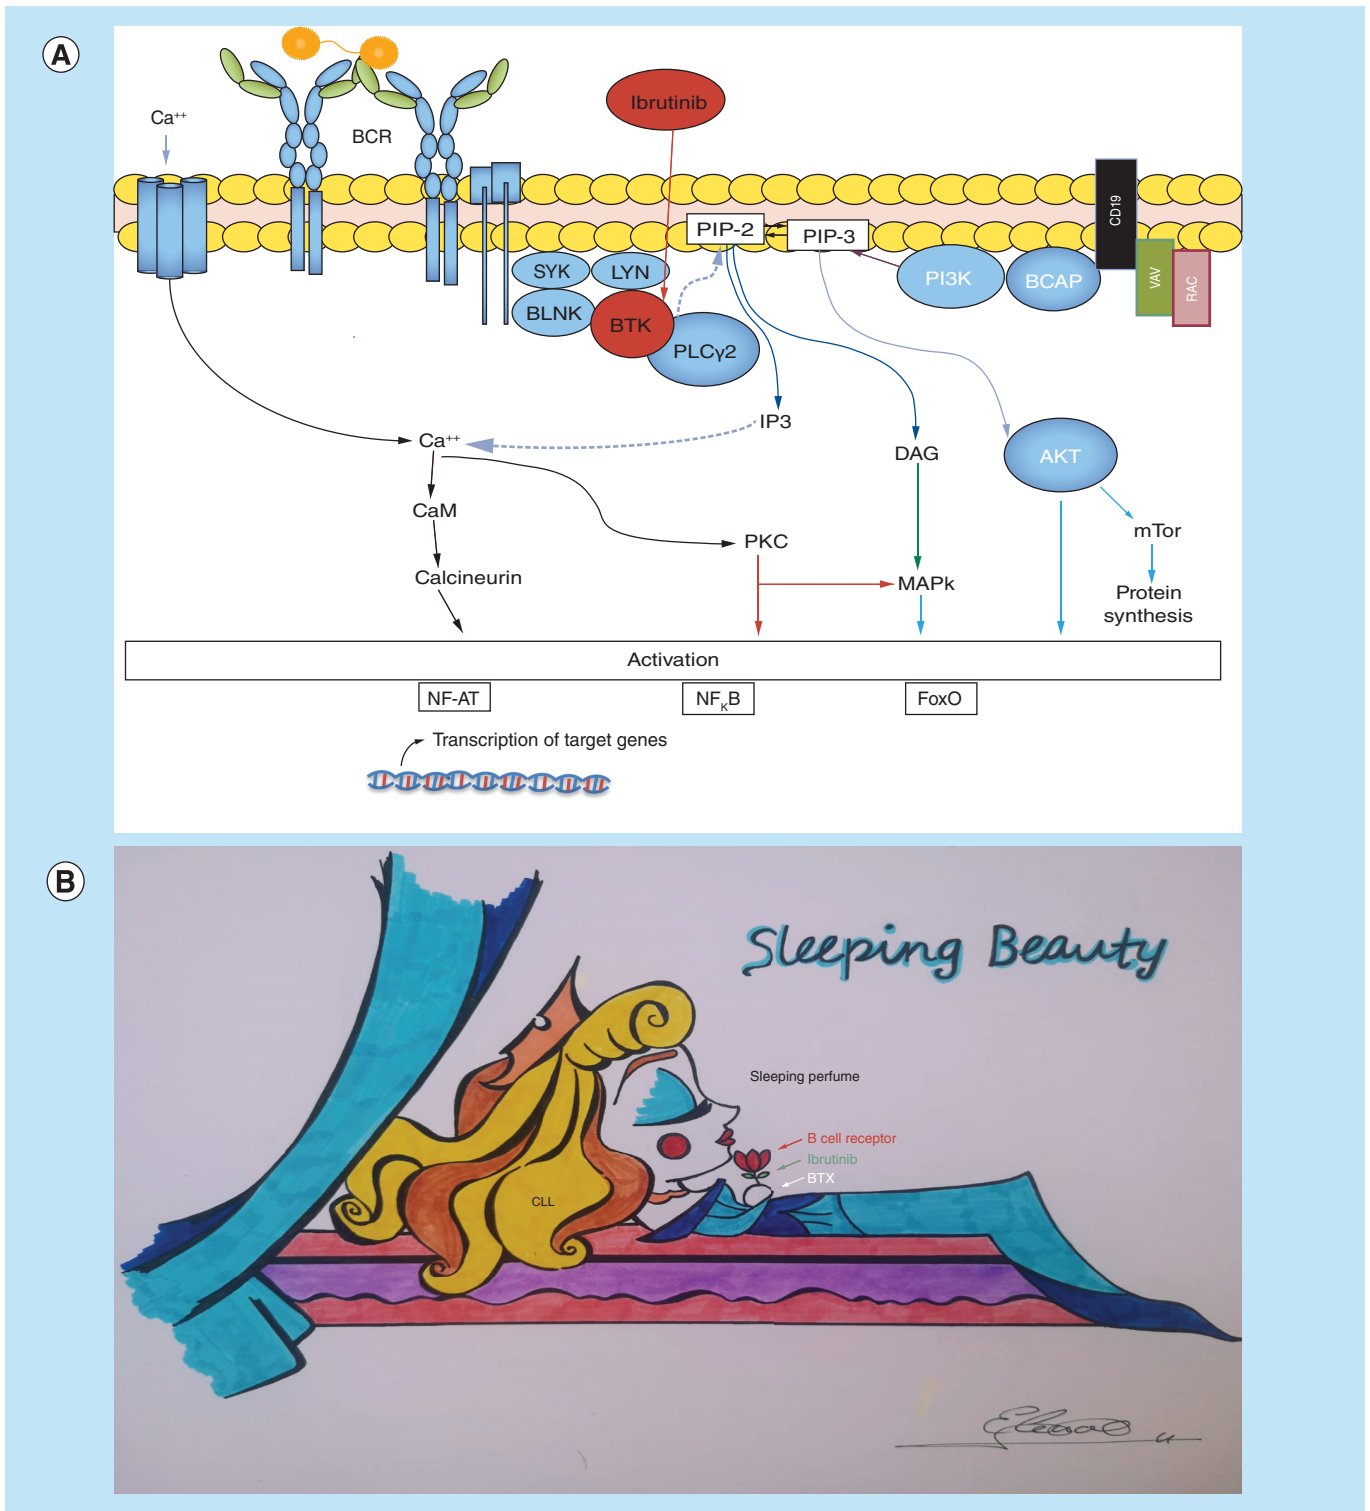 A
Ca++
BCR
Ibrutinib
CD19
PIP-2
PIP-3
VAV
RAC
SYK
LYN
PI3K
BCAP
BLNK
BTK
PLCγ2
IP3
Ca++
DAG
AKT
CaM
mTor
PKC
Calcineurin
MAPk
Protein
synthesis
Activation
NF-AT
NFKB
FoxO
Transcription of target genes
B
Sleeping Beauty
Sleeping perfume
B cell receptor
Ibrutinib
BTX
CLL